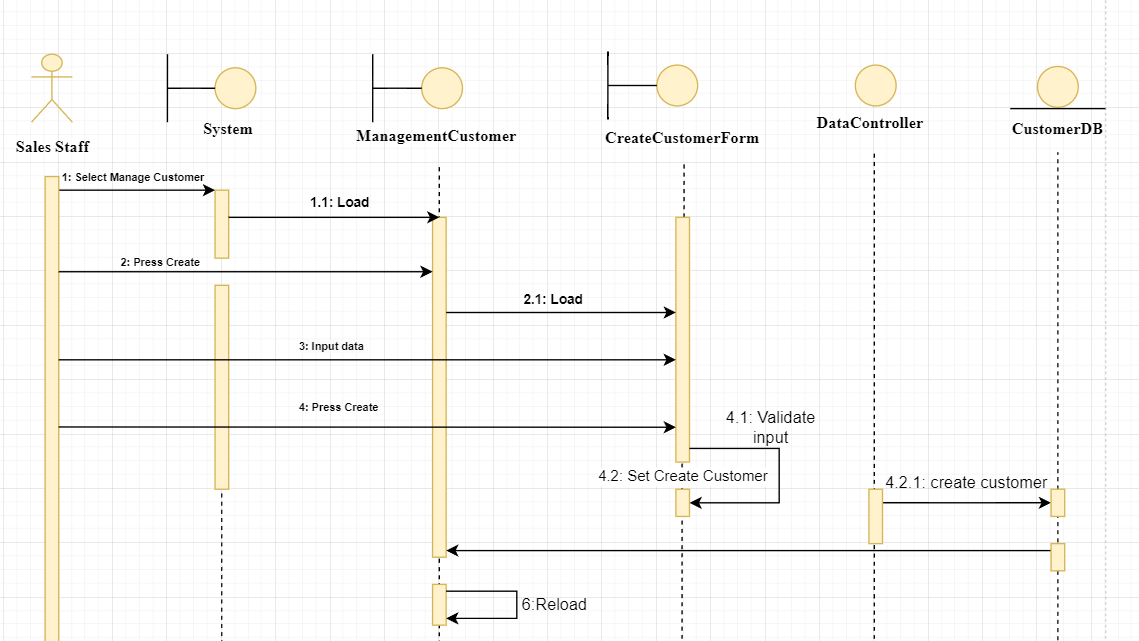 Sales Staff
System
ManagementCustomer
CreateCustomerForm
DataController
CustomerDB
1: Select Manage Customer
1.1: Load
2: Press Create
2.1: Load
3: Input data
4: Press Create
4.1: Validate
input
4.2: Set Create Customer
4.2.1: create customer
6:Reload